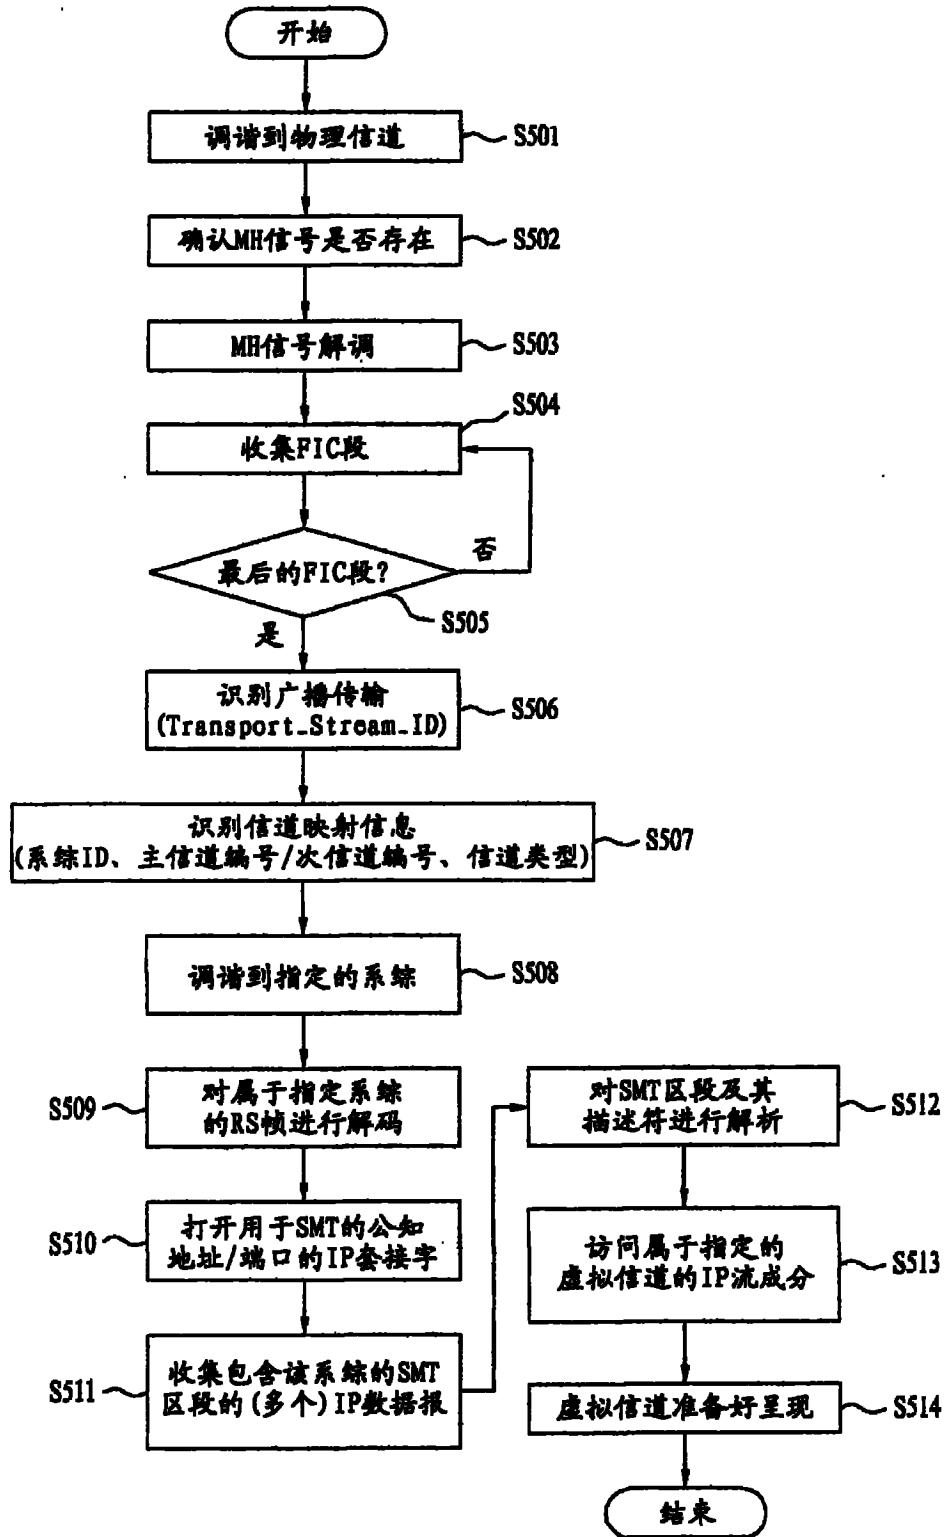 开始
调谐到物理信道
S501
确认MH信号是否存在
S502
MH信号解调
S503
S504
收集FIC段
否
最后的FIC段?
S505
是
识别广播传输
(Transport_Stream_ID)
S506
识别信道映射信息
(系综ID、主信道编号/次信道编号、信道类型)
S507
调谐到指定的系综
S508
S509
对属于指定系综
的RS帧进行解码
S510
打开用于SMT的公知
地址/端口的IP套接字
S511
收集包含该系综的SMT
区段的(多个)IP数据报
对SMT区段及其
描述符进行解析
S512
访问属于指定的
虚拟信道的IP流成分
S513
虚拟信道准备好呈现
S514
结束